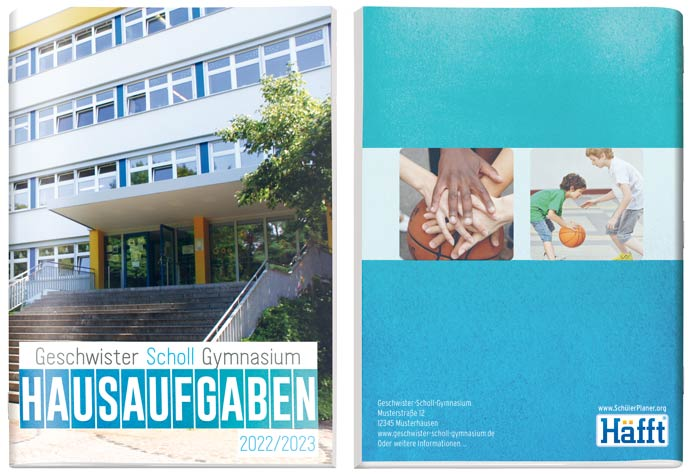 Geschwister Scholl Gymnasium
HAUSAUFGABEN
2022/2023
Geschwister-Scholl-Gymnasium
Musterstraße 12
12345 Musterhausen
www.geschwister-scholl-gymnasium.de
Oder weitere Informationen ...
www.SchülerPlaner.org
Häfft